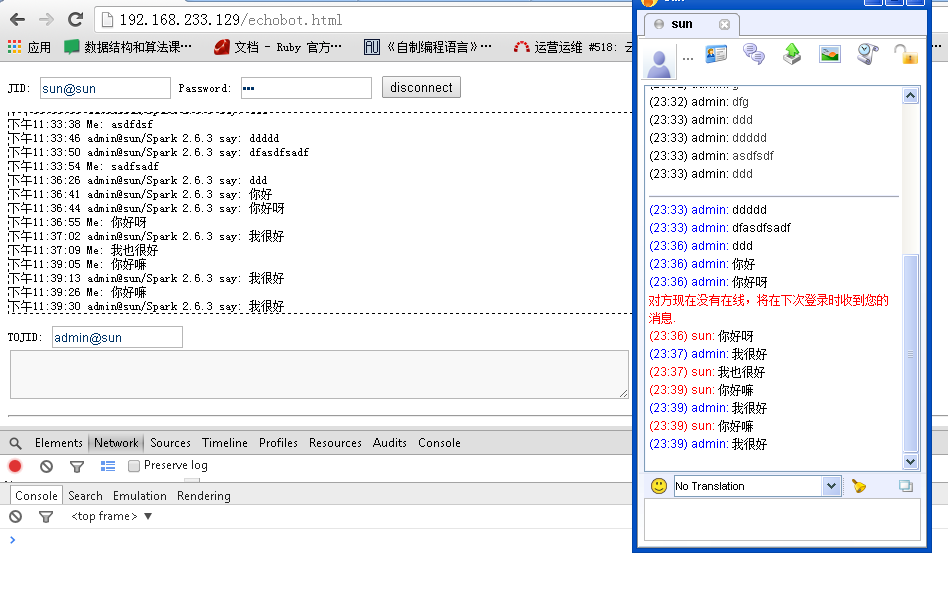 192.168.233.129/echobot.html
应用 数据结构和算法课… 文档 - Ruby 官方… 《自制编程语言》… 运营运维 #518: 云
JID: sun@sun Password: ••• disconnect
下午11:33:38 Me: asdfdsf
下午11:33:46 admin@sun/Spark 2.6.3 say: ddddd
下午11:33:50 admin@sun/Spark 2.6.3 say: dfasdfsadf
下午11:33:54 Me: sadfsadf
下午11:36:26 admin@sun/Spark 2.6.3 say: ddd
下午11:36:41 admin@sun/Spark 2.6.3 say: 你好
下午11:36:44 admin@sun/Spark 2.6.3 say: 你好呀
下午11:36:55 Me: 你好呀
下午11:37:02 admin@sun/Spark 2.6.3 say: 我很好
下午11:37:09 Me: 我也很好
下午11:39:05 Me: 你好嘛
下午11:39:13 admin@sun/Spark 2.6.3 say: 我很好
下午11:39:26 Me: 你好嘛
下午11:39:30 admin@sun/Spark 2.6.3 say: 我很好
TOJID: admin@sun
Elements Network Sources Timeline Profiles Resources Audits Console
Preserve log
Console Search Emulation Rendering
<top frame> ▼
sun
(23:32) admin: dfg
(23:33) admin: ddd
(23:33) admin: ddddd
(23:33) admin: asdfsdf
(23:33) admin: ddd
(23:33) admin: ddddd
(23:33) admin: dfasdfsadf
(23:36) admin: ddd
(23:36) admin: 你好
(23:36) admin: 你好呀
对方现在没有在线，将在下次登录时收到您的
消息.
(23:36) sun: 你好呀
(23:37) admin: 我很好
(23:37) sun: 我也很好
(23:39) sun: 你好嘛
(23:39) admin: 我很好
(23:39) sun: 你好嘛
(23:39) admin: 我很好
No Translation